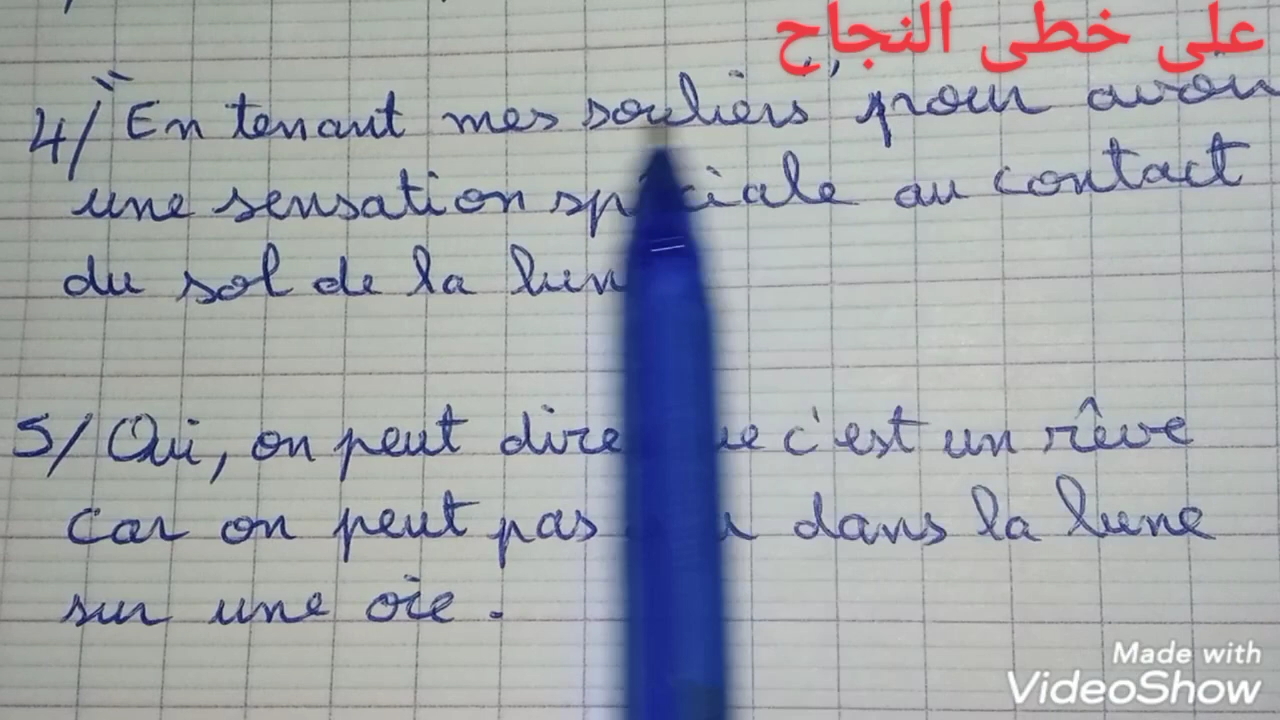 على خطى النجاح
4/ "En tenant mes souliers" pour avoir
une sensation spéciale au contact
du sol de la
5/ Oui, on peut dire c'est un rêve
car on peut pas dans la lune
sur une oie.
Made with
VideoShow